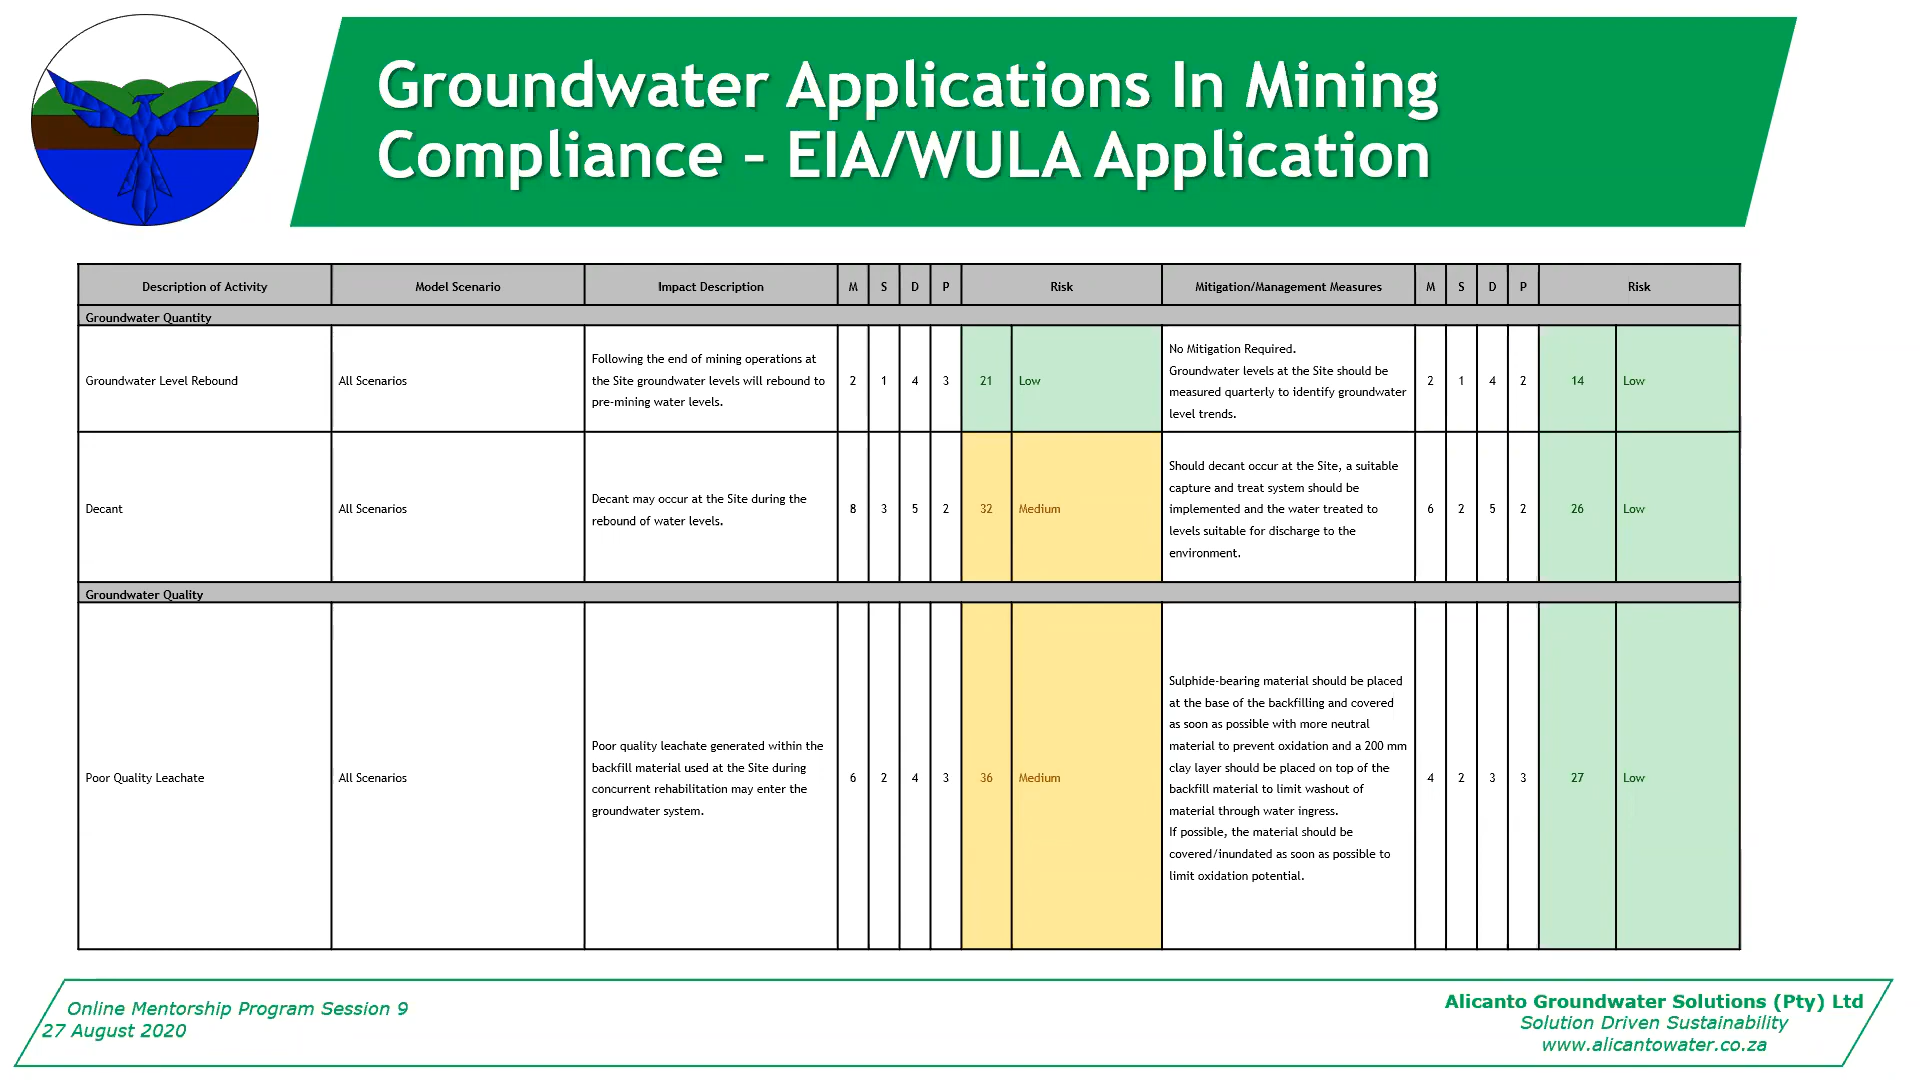 Groundwater Applications In Mining
Compliance – EIA/WULA Application
Description of Activity
Model Scenario
Impact Description
M
S
D
P
Risk
Mitigation/Management Measures
M
S
D
P
Risk
Groundwater Quantity
Groundwater Level Rebound
All Scenarios
Following the end of mining operations at
the Site groundwater levels will rebound to
pre-mining water levels.
2
1
4
3
21
Low
No Mitigation Required.
Groundwater levels at the Site should be
measured quarterly to identify groundwater
level trends.
2
1
4
2
14
Low
Decant
All Scenarios
Decant may occur at the Site during the
rebound of water levels.
8
3
5
2
32
Medium
Should decant occur at the Site, a suitable
capture and treat system should be
implemented and the water treated to
levels suitable for discharge to the
environment.
6
2
5
2
26
Low
Groundwater Quality
Poor Quality Leachate
All Scenarios
Poor quality leachate generated within the
backfill material used at the Site during
concurrent rehabilitation may enter the
groundwater system.
6
2
4
3
36
Medium
Sulphide-bearing material should be placed
at the base of the backfilling and covered
as soon as possible with more neutral
material to prevent oxidation and a 200 mm
clay layer should be placed on top of the
backfill material to limit washout of
material through water ingress.
If possible, the material should be
covered/inundated as soon as possible to
limit oxidation potential.
4
2
3
3
27
Low
Online Mentorship Program Session 9
27 August 2020
Alicanto Groundwater Solutions (Pty) Ltd
Solution Driven Sustainability
www.alicantowater.co.za